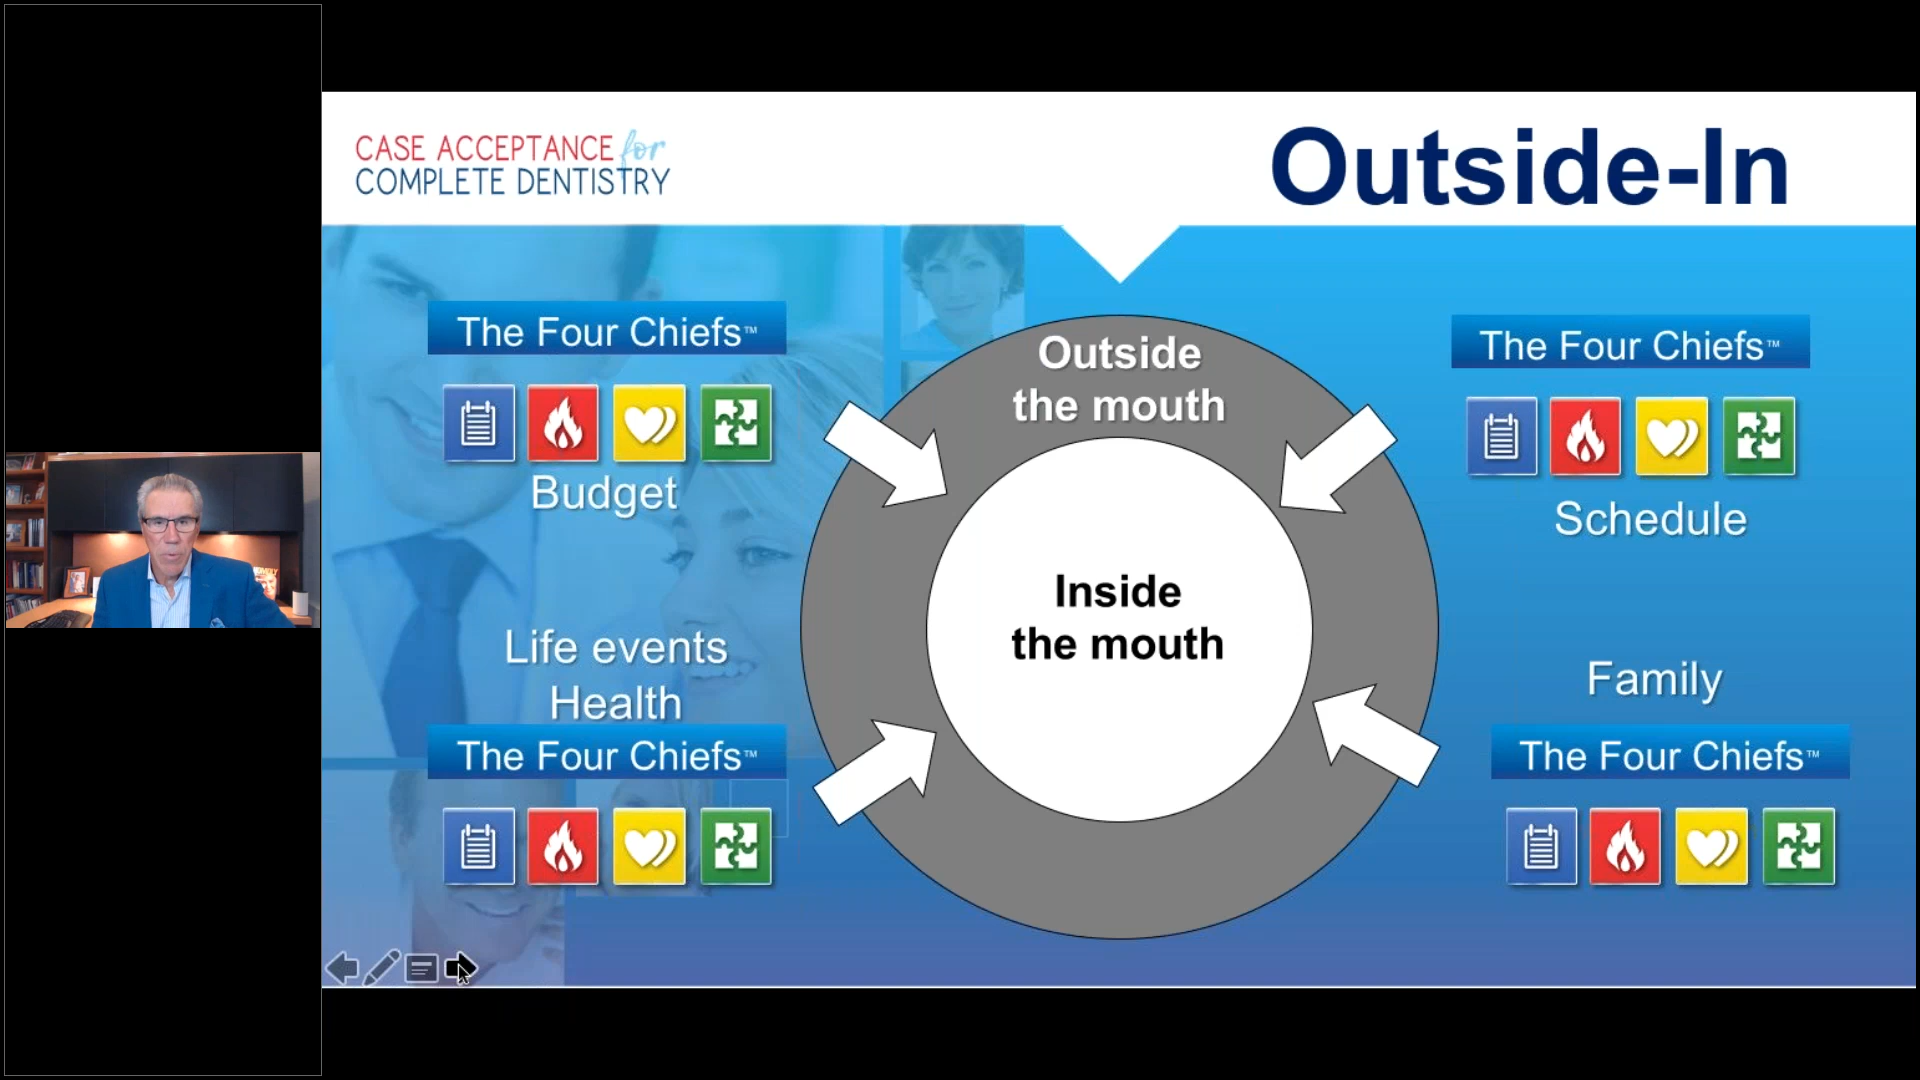 CASE ACCEPTANCE for
COMPLETE DENTISTRY
Outside-In
The Four Chiefs™
Budget
Outside
the mouth
The Four Chiefs™
Schedule
Inside
the mouth
Life events
Health
The Four Chiefs™
Family
The Four Chiefs™